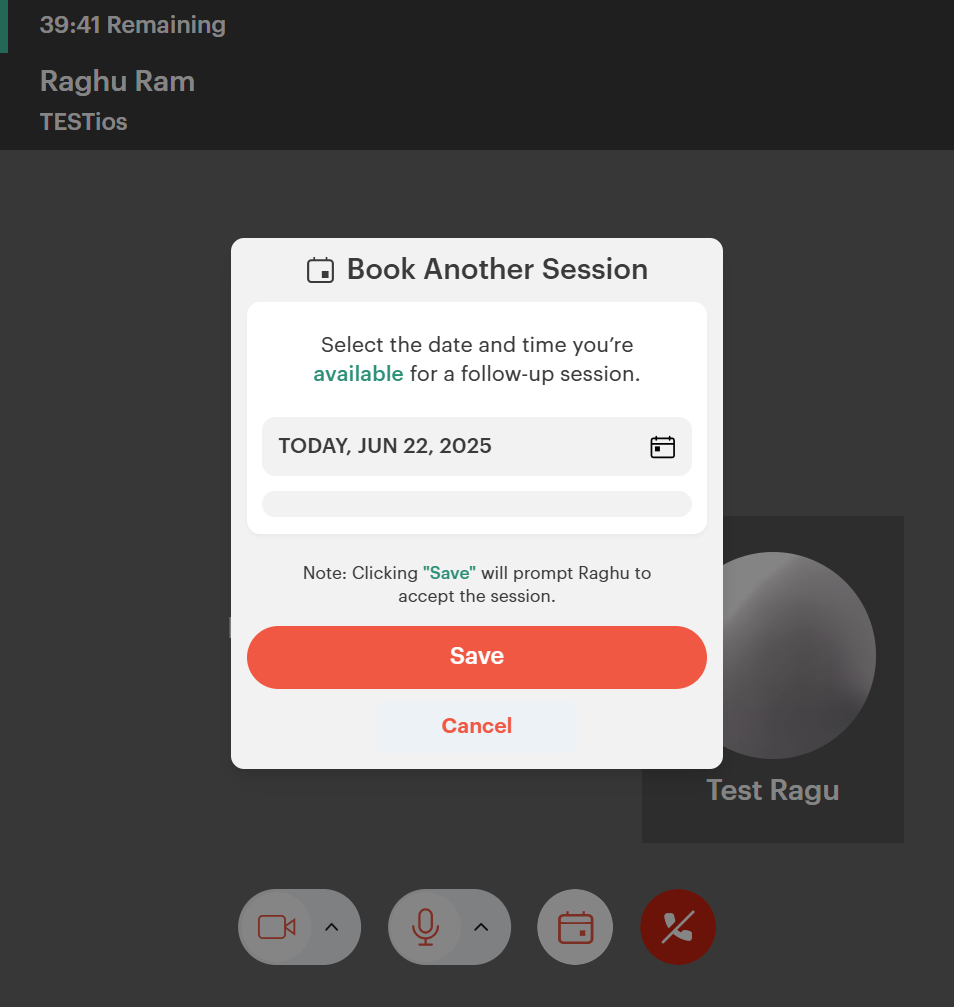 39:41 Remaining
Raghu Ram
TESTios
Book Another Session
Select the date and time you’re
available for a follow-up session.
TODAY, JUN 22, 2025
Note: Clicking "Save" will prompt Raghu to
accept the session.
Save
Cancel
Test Ragu